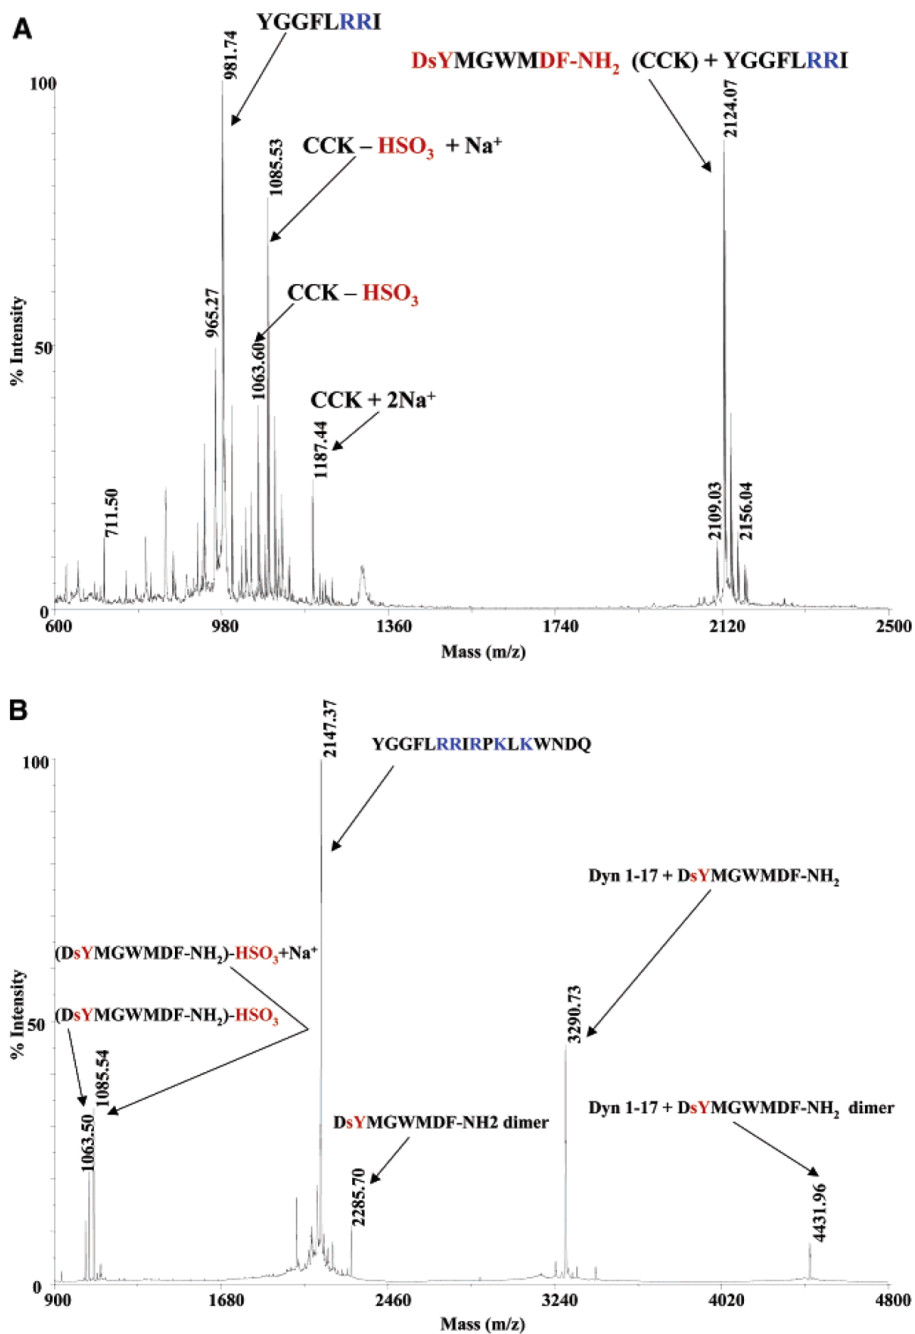 A
YGGFLRRI
981.74
DsYMGWMDF-NH2 (CCK) + YGGFLRRI
2124.07
100
CCK – HSO3 + Na+
1085.53
965.27
CCK – HSO3
1063.60
% Intensity
50
CCK + 2Na+
1187.44
711.50
2109.03
2156.04
0
600 980 1360 1740 2120 2500
Mass (m/z)
B
2147.37
YGGFLRRIRPKLKWNDQ
100
Dyn 1-17 + DsYMGWMDF-NH2
(DsYMGWMDF-NH2)-HSO3+Na+
3290.73
(DsYMGWMDF-NH2)-HSO3
% Intensity
50
1085.54
1063.50
DsYMGWMDF-NH2 dimer
Dyn 1-17 + DsYMGWMDF-NH2 dimer
2285.70
4431.96
0
900 1680 2460 3240 4020 4800
Mass (m/z)